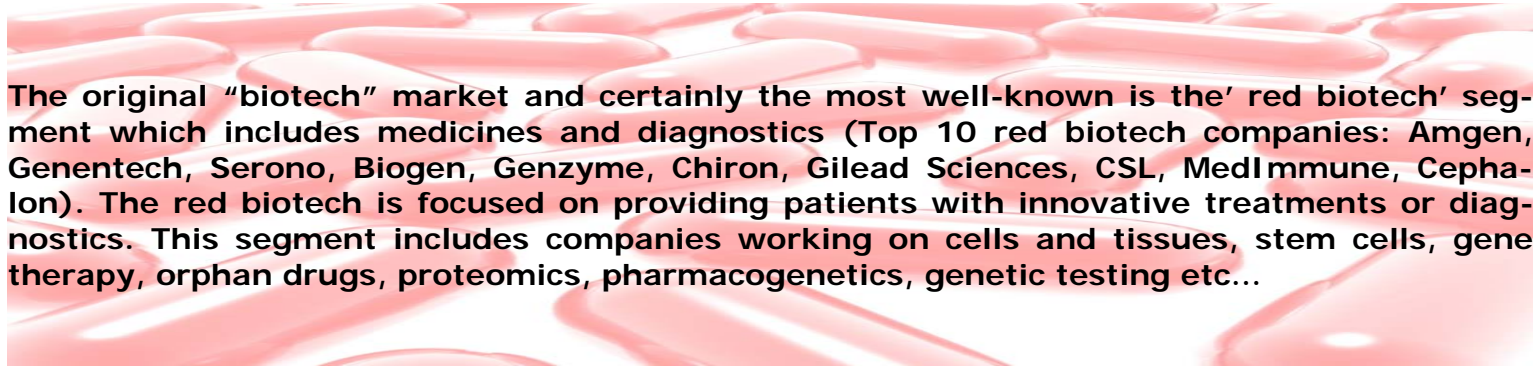 The original “biotech” market and certainly the most well-known is the’ red biotech’ seg-
ment which includes medicines and diagnostics (Top 10 red biotech companies: Amgen,
Genentech, Serono, Biogen, Genzyme, Chiron, Gilead Sciences, CSL, MedImmune, Cepha-
lon). The red biotech is focused on providing patients with innovative treatments or diag-
nostics. This segment includes companies working on cells and tissues, stem cells, gene
therapy, orphan drugs, proteomics, pharmacogenetics, genetic testing etc...